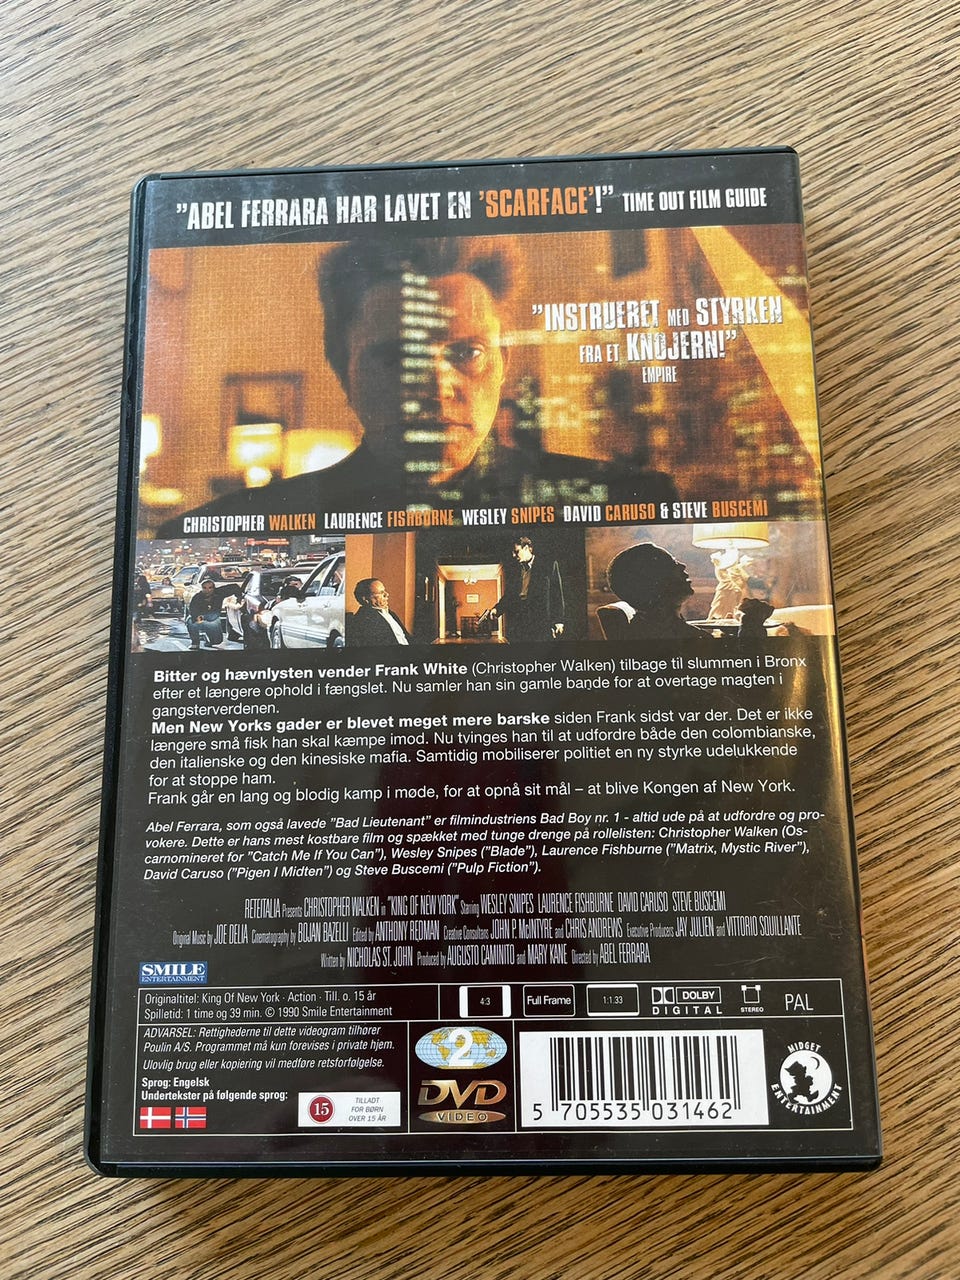 "ABEL FERRARA HAR LAVET EN 'SCARFACE'!" TIME OUT FILM GUIDE
"INSTRUERET MED STYRKEN
FRA ET KNOJERN!"
EMPIRE
CHRISTOPHER WALKEN LAURENCE FISHBURNE WESLEY SNIPES DAVID CARUSO & STEVE BUSCEMI
Bitter og hævnlysten vender Frank White (Christopher Walken) tilbage til slummen i Bronx
efter et længere ophold i fængslet. Nu samler han sin gamle bande for at overtage magten i
gangsterverdenen.
Men New Yorks gader er blevet meget mere barske siden Frank sidst var der. Det er ikke
længere små fisk han skal kæmpe imod. Nu tvinges han til at udfordre både den colombianske,
den italienske og den kinesiske mafia. Samtidig mobiliserer politiet en ny styrke udelukkende
for at stoppe ham.
Frank går en lang og blodig kamp i møde, for at opnå sit mål – at blive Kongen af New York.
Abel Ferrara, som også lavede "Bad Lieutenant" er filmindustriens Bad Boy nr. 1 - altid ude på at udfordre og pro-
vokere. Dette er hans mest kostbare film og spækket med tunge drenge på rollelisten: Christopher Walken (Os-
carnomineret for "Catch Me If You Can"), Wesley Snipes ("Blade"), Laurence Fishburne ("Matrix, Mystic River"),
David Caruso ("Pigen I Midten") og Steve Buscemi ("Pulp Fiction").
RETEITALIA Presents CHRISTOPHER WALKEN in "KING OF NEW YORK" Starring WESLEY SNIPES LAURENCE FISHBURNE DAVID CARUSO STEVE BUSCEMI
Original Music by JOE DELIA Cinematography by BOJAN BAZELLI Edited by ANTHONY REDMAN Creative Consultans JOHN P. McNTYRE and CHRIS ANDREWS Executive Producers JAY JULIEN and VITTORIO SQUILLANTE
Written by NICHOLAS ST. JOHN Produced by AUGUSTO CAMINITO and MARY KANE Directed by ABEL FERRARA
SMILE
ENTERTAINMENT
Originaltitel: King Of New York · Action · Till. o. 15 år
Spilletid: 1 time og 39 min. © 1990 Smile Entertainment
4:3
Full Frame
1:1.33
DOLBY
DIGITAL
STEREO
PAL
ADVARSEL: Rettighederne til dette videogram tilhører
Poulin A/S. Programmet må kun forevises i private hjem.
Ulovlig brug eller kopiering vil medføre retsforfølgelse.
Sprog: Engelsk
Undertekster på følgende sprog:
15
TILLADT
FOR BØRN
OVER 15 ÅR
2
DVD
VIDEO
5 705535 031462
MIDGET
ENTERTAINMENT